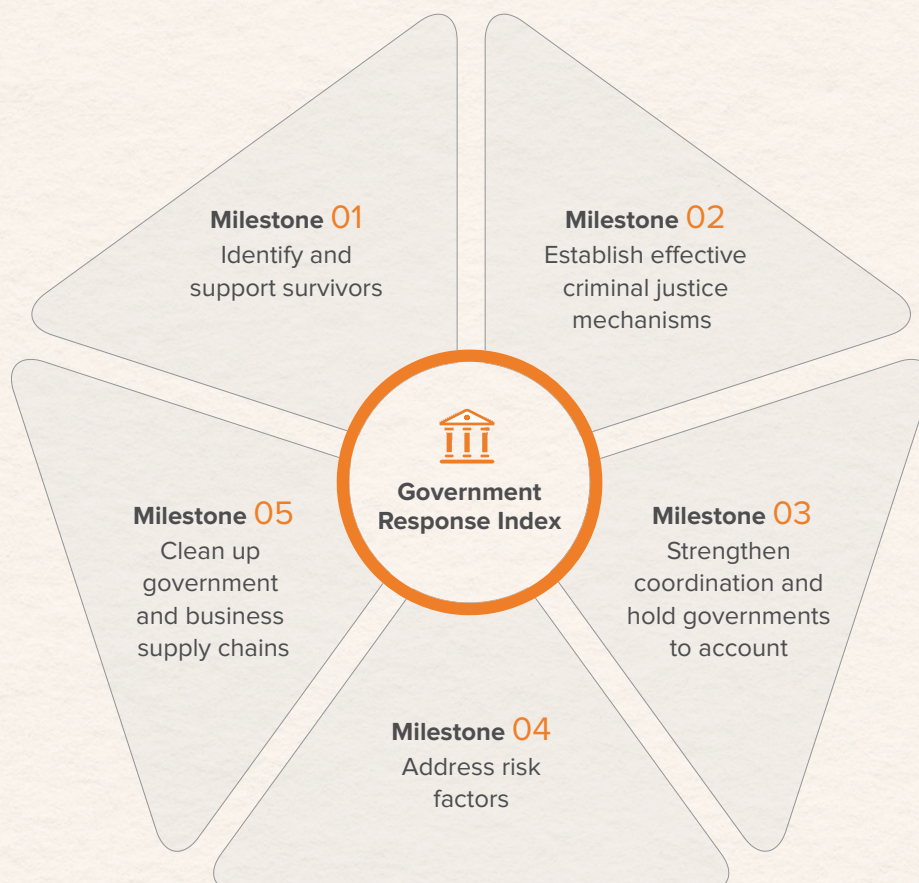 Milestone 01
Identify and
support survivors
Milestone 02
Establish effective
criminal justice
mechanisms
Government
Response Index
Milestone 05
Clean up
government
and business
supply chains
Milestone 03
Strengthen
coordination and
hold governments
to account
Milestone 04
Address risk
factors